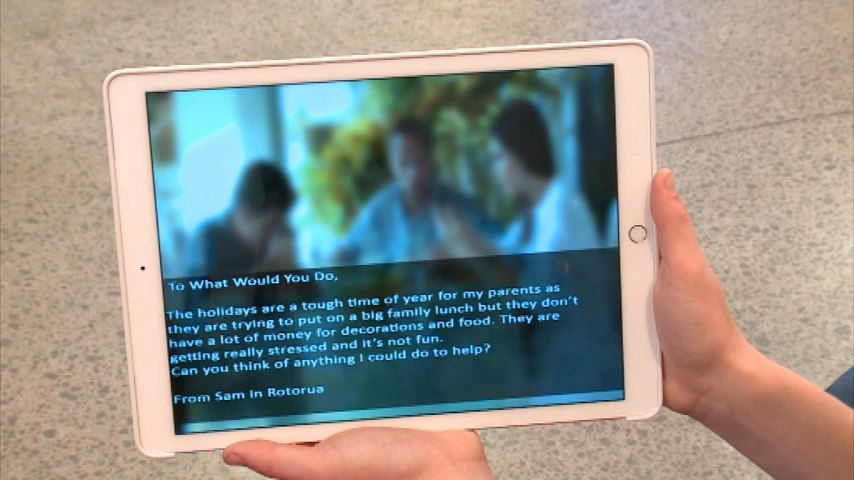 To What Would You Do,
The holidays are a tough time of year for my parents as
they are trying to put on a big family lunch but they don't
have a lot of money for decorations and food. They are
getting really stressed and it's not fun.
Can you think of anything I could do to help?
From Sam in Rotorua